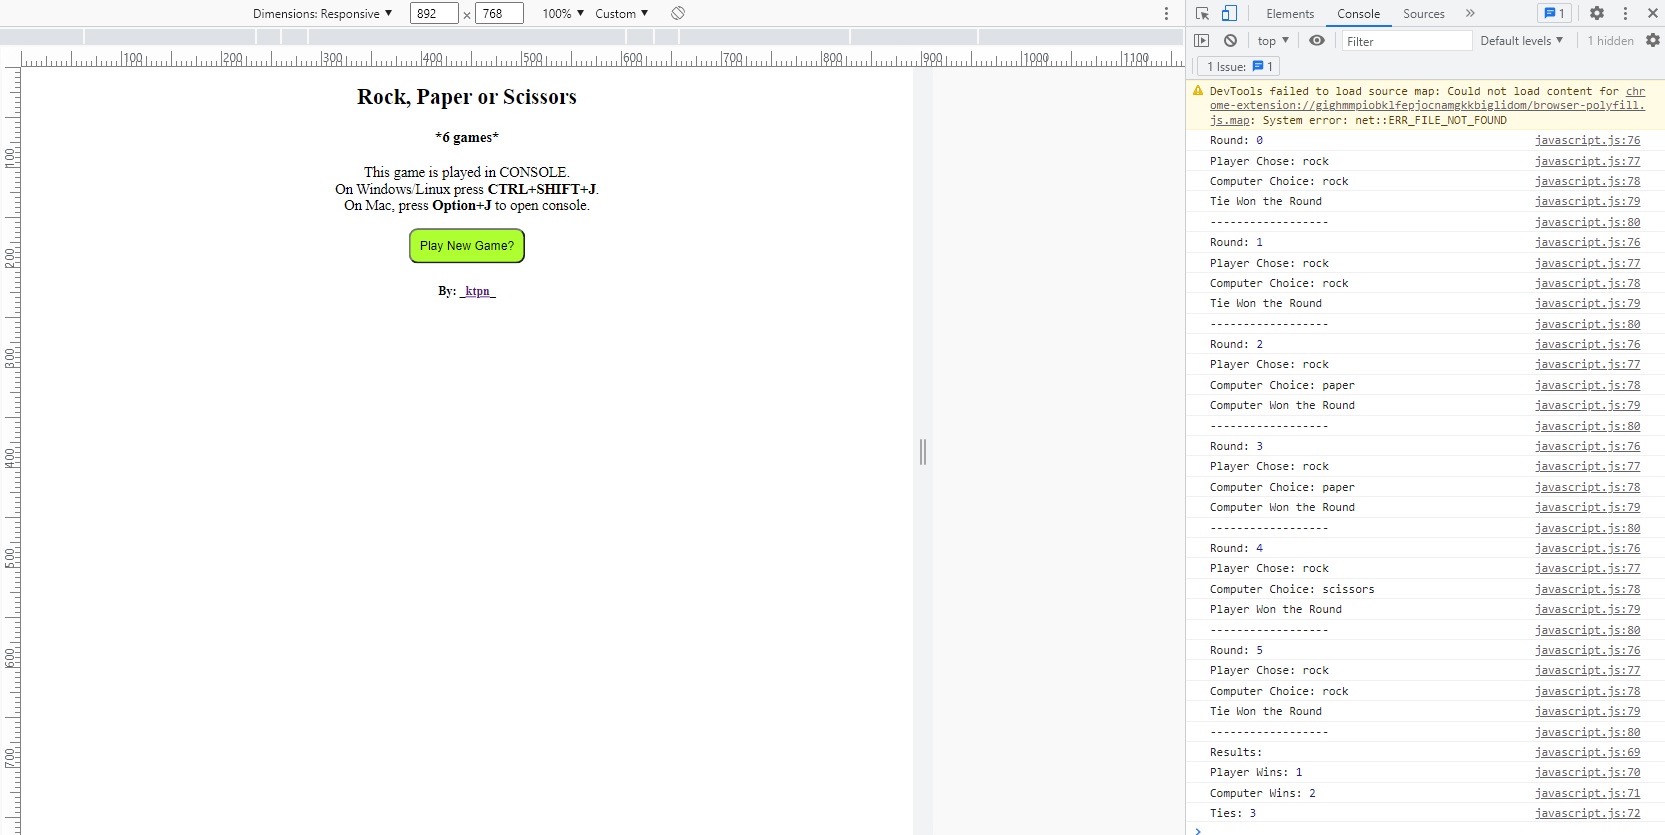 Dimensions: Responsive ▼ 892 × 768 100% ▼ Custom ▼
100 200 300 400 500 600 700 800 900 1000 1100
100
200
300
400
500
600
700
Rock, Paper or Scissors
*6 games*
This game is played in CONSOLE.
On Windows/Linux press CTRL+SHIFT+J.
On Mac, press Option+J to open console.
Play New Game?
By: _ktpn_
Elements Console Sources » 1
top ▼ Filter Default levels ▼ 1 hidden
1 Issue: 1
DevTools failed to load source map: Could not load content for chr
ome-extension://gighmmpiobklfepjocnamgkkbiglidom/browser-polyfill.
js.map: System error: net::ERR_FILE_NOT_FOUND
Round: 0 javascript.js:76
Player Chose: rock javascript.js:77
Computer Choice: rock javascript.js:78
Tie Won the Round javascript.js:79
------------------ javascript.js:80
Round: 1 javascript.js:76
Player Chose: rock javascript.js:77
Computer Choice: rock javascript.js:78
Tie Won the Round javascript.js:79
------------------ javascript.js:80
Round: 2 javascript.js:76
Player Chose: rock javascript.js:77
Computer Choice: paper javascript.js:78
Computer Won the Round javascript.js:79
------------------ javascript.js:80
Round: 3 javascript.js:76
Player Chose: rock javascript.js:77
Computer Choice: paper javascript.js:78
Computer Won the Round javascript.js:79
------------------ javascript.js:80
Round: 4 javascript.js:76
Player Chose: rock javascript.js:77
Computer Choice: scissors javascript.js:78
Player Won the Round javascript.js:79
------------------ javascript.js:80
Round: 5 javascript.js:76
Player Chose: rock javascript.js:77
Computer Choice: rock javascript.js:78
Tie Won the Round javascript.js:79
------------------ javascript.js:80
Results: javascript.js:69
Player Wins: 1 javascript.js:70
Computer Wins: 2 javascript.js:71
Ties: 3 javascript.js:72
>